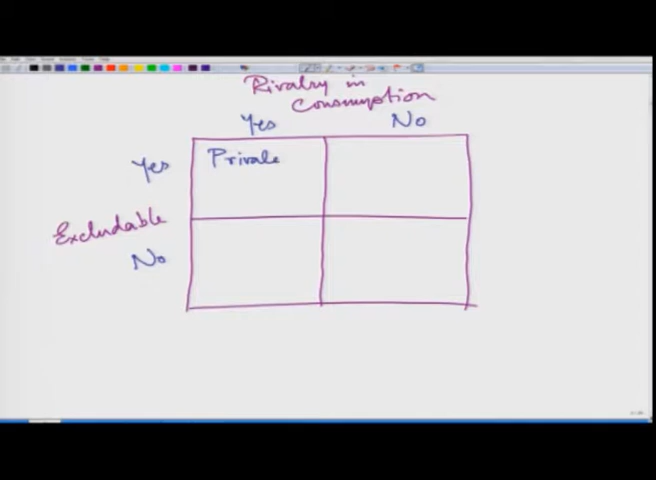 Rivalry in
Consumption
Yes No
Yes Private
Excludable
No